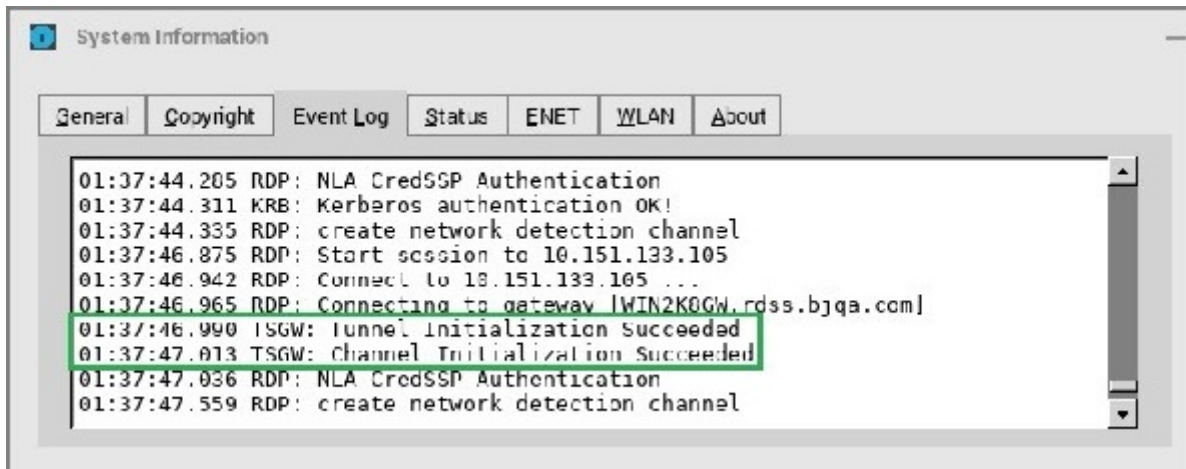 System Information
General Copyright Event Log Status ENET WLAN About
01:37:44.285 RDP: NLA CredSSP Authentication
01:37:44.311 KRB: Kerberos authentication OK!
01:37:44.335 RDP: create network detection channel
01:37:46.875 RDP: Start session to 10.151.133.105
01:37:46.942 RDP: Connect to 10.151.133.105 ...
01:37:46.965 RDP: Connecting to gateway [WIN2K8GW.rdss.bjqa.com]
01:37:46.990 TSGW: Tunnel Initialization Succeeded
01:37:47.013 TSGW: Channel Initialization Succeeded
01:37:47.036 RDP: NLA CredSSP Authentication
01:37:47.559 RDP: create network detection channel